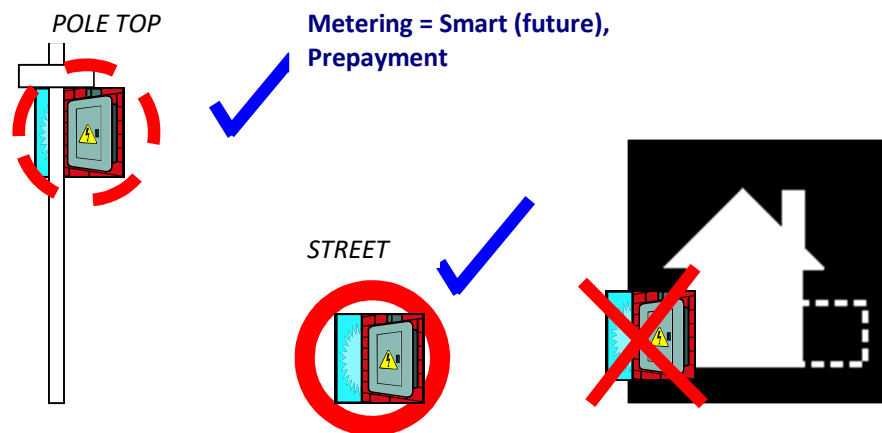 POLE TOP
Metering = Smart (future),
Prepayment
STREET